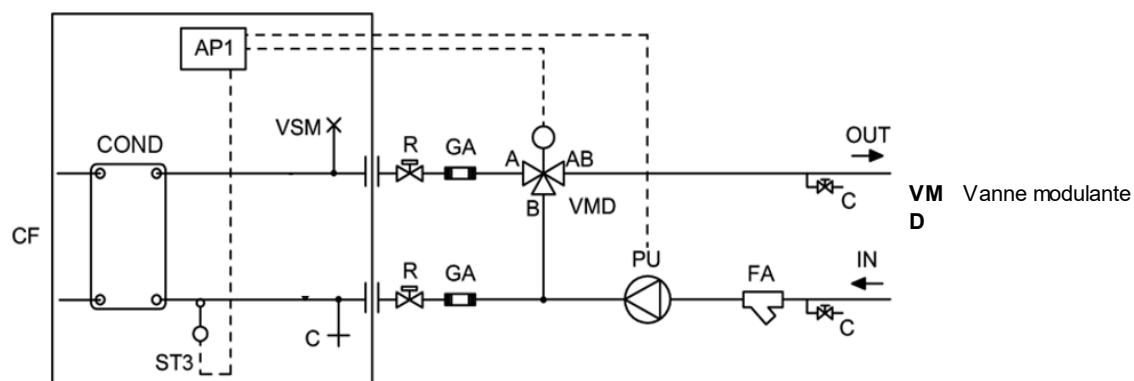 AP1
COND
VSM
R
GA
A
AB
OUT
B
VMD
C
VM Vanne modulante
D
CF
R
GA
PU
FA
IN
C
ST3
C